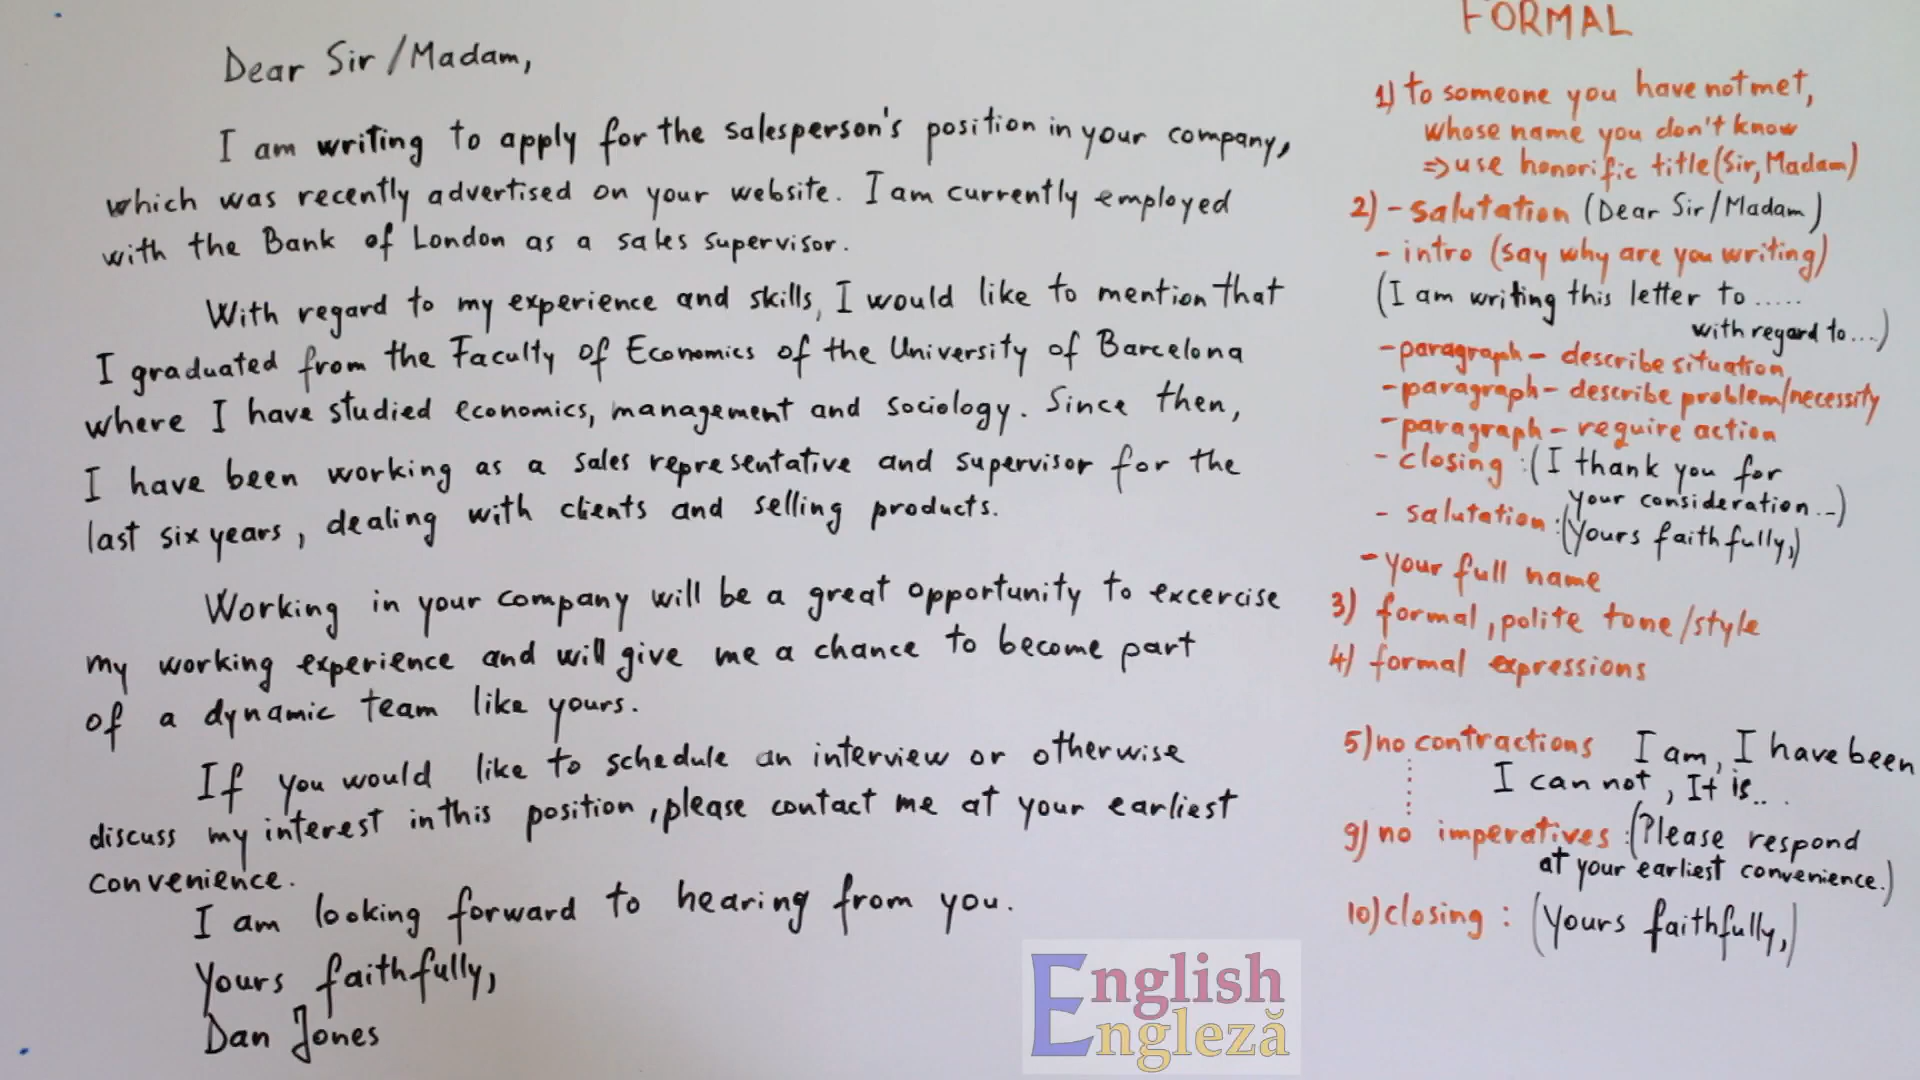 Dear Sir/Madam,
I am writing to apply for the salesperson's position in your company,
which was recently advertised on your website. I am currently employed
with the Bank of London as a sales supervisor.
With regard to my experience and skills, I would like to mention that
I graduated from the Faculty of Economics of the University of Barcelona
where I have studied economics, management and sociology. Since then,
I have been working as a sales representative and supervisor for the
last six years, dealing with clients and selling products.
Working in your company will be a great opportunity to excercise
my working experience and will give me a chance to become part
of a dynamic team like yours.
If you would like to schedule an interview or otherwise
discuss my interest in this position, please contact me at your earliest
convenience.
I am looking forward to hearing from you.
Yours faithfully,
Dan Jones
FORMAL
1) to someone you have not met,
whose name you don't know
=> use honorific title (Sir, Madam)
2) - salutation (Dear Sir/Madam)
- intro (say why are you writing)
(I am writing this letter to .....
with regard to...)
- paragraph - describe situation
- paragraph - describe problem/necessity
- paragraph - require action
- closing : (I thank you for
your consideration...)
- salutation : (Yours faithfully,)
- your full name
3) formal, polite tone/style
4) formal expressions
5) no contractions I am, I have been
I can not, It is...
9) no imperatives : (Please respond
at your earliest convenience.)
10) closing : (Yours faithfully,)
English
Engleză